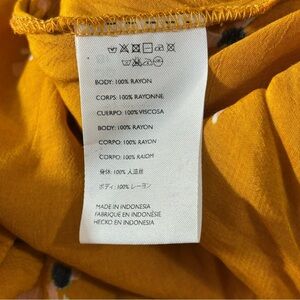 BODY: 100% RAYON
CORPS: 100% RAYONNE
CUERPO: 100% VISCOSA
BODY: 100% RAYON
CORPO: 100% RAYON
CORPO: 100% RAIOM
身体: 100% 人造丝
ボディ: 100% レーヨン
MADE IN INDONESIA
FABRIQUÉ EN INDONÉSIE
HECHO EN INDONESIA